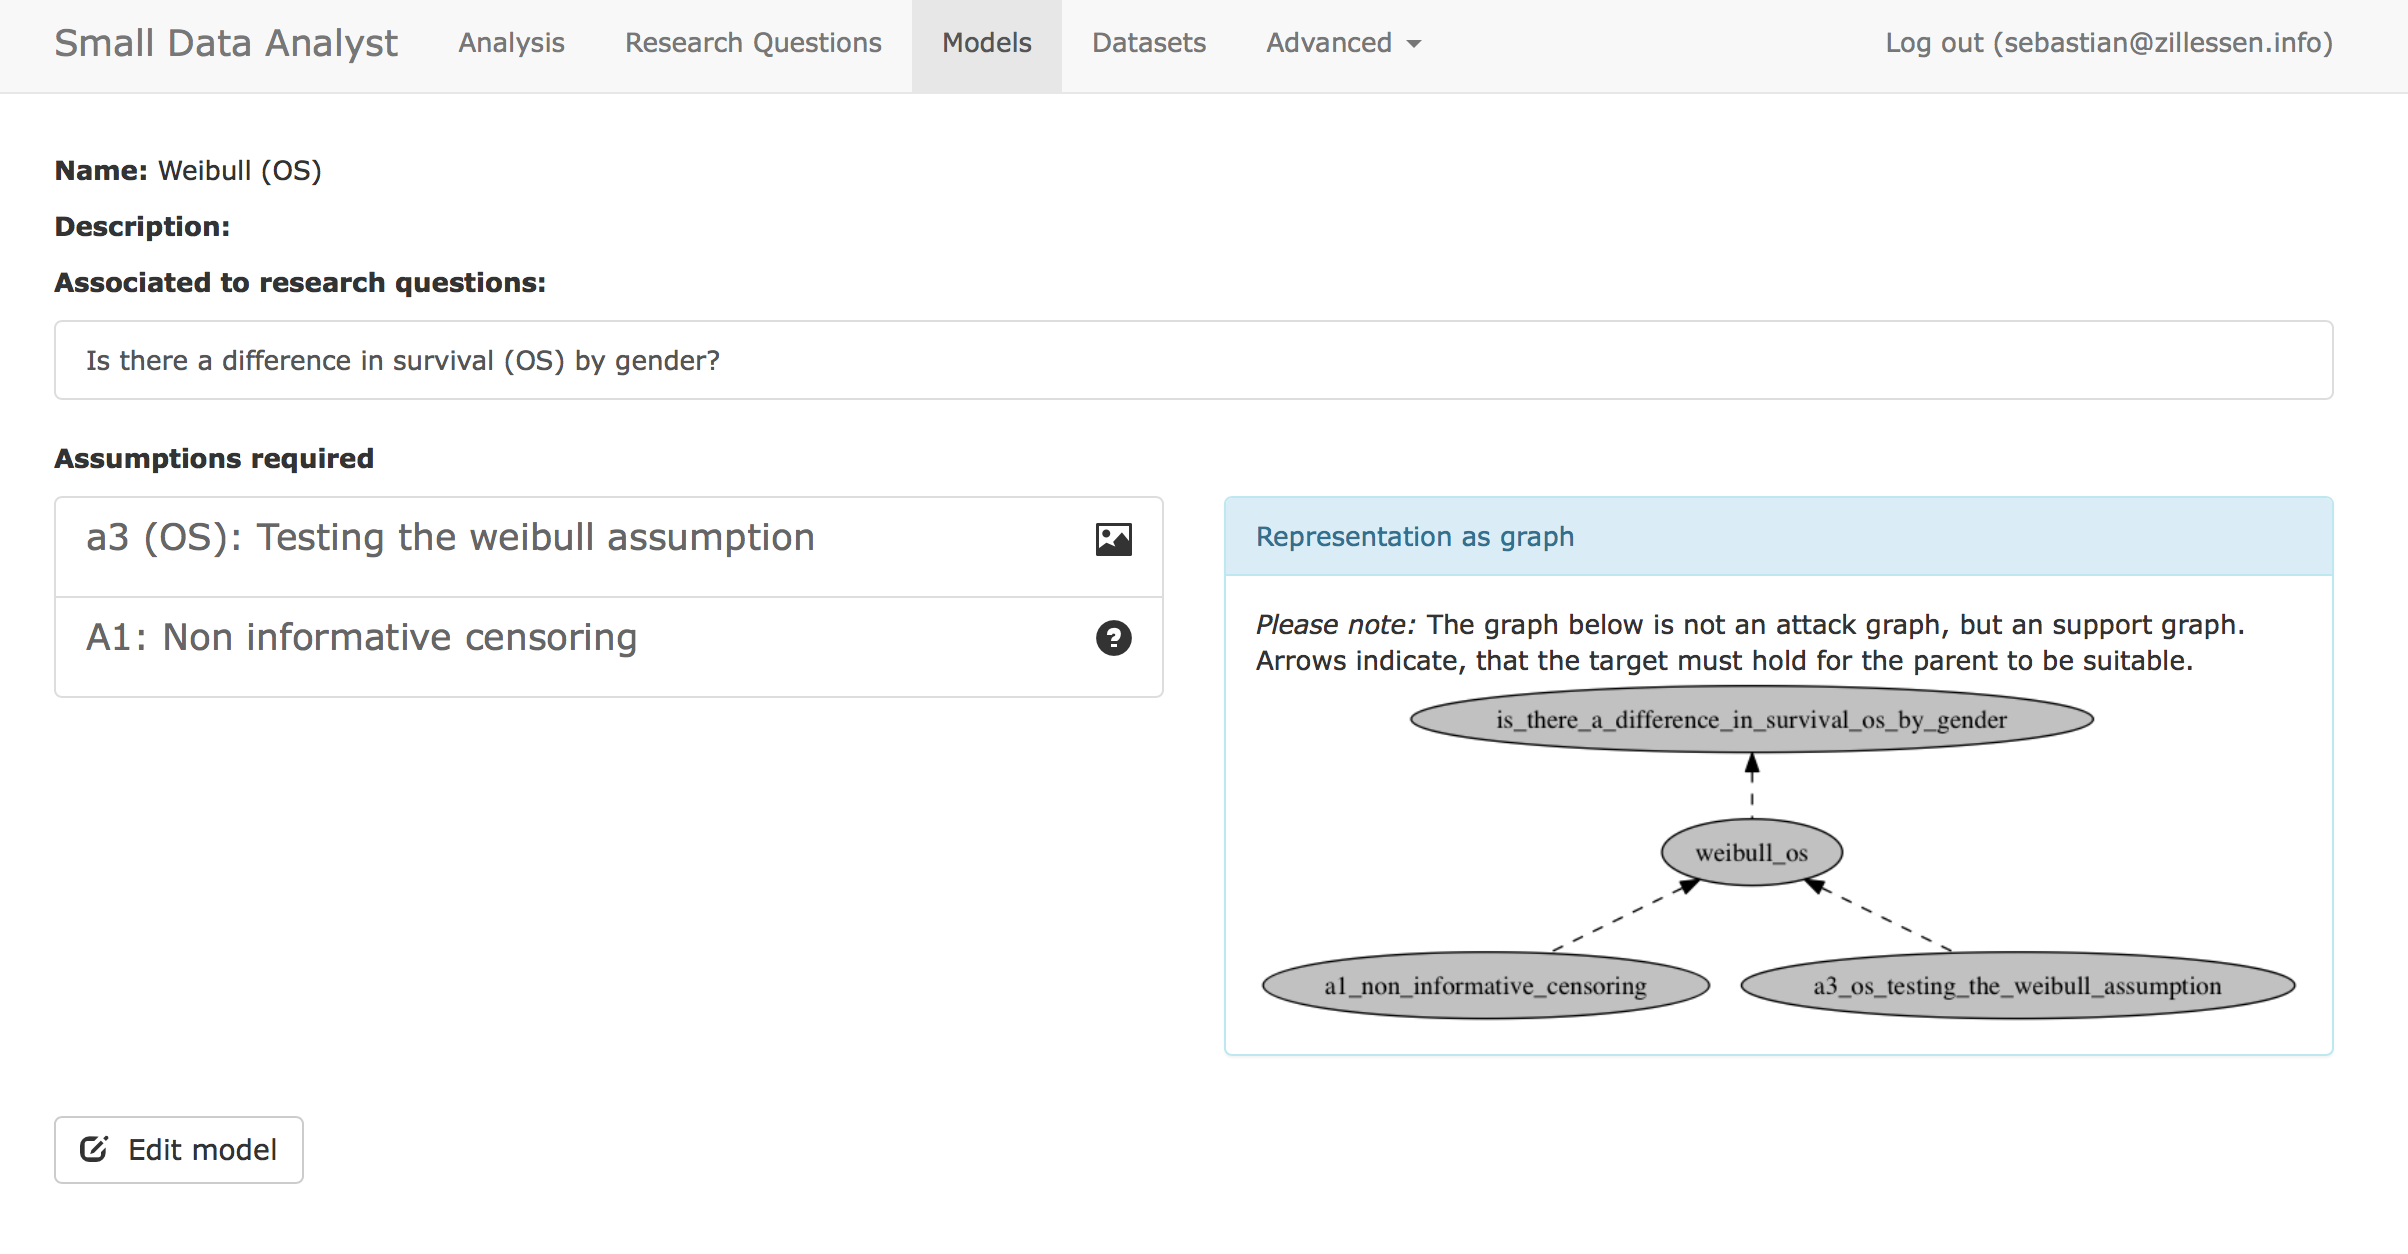 Small Data Analyst Analysis Research Questions Models Datasets Advanced Log out (sebastian@zillessen.info)
Name: Weibull (OS)
Description:
Associated to research questions:
Is there a difference in survival (OS) by gender?
Assumptions required
a3 (OS): Testing the weibull assumption
A1: Non informative censoring
Representation as graph
Please note: The graph below is not an attack graph, but an support graph.
Arrows indicate, that the target must hold for the parent to be suitable.
is_there_a_difference_in_survival_os_by_gender
weibull_os
a1_non_informative_censoring
a3_os_testing_the_weibull_assumption
Edit model